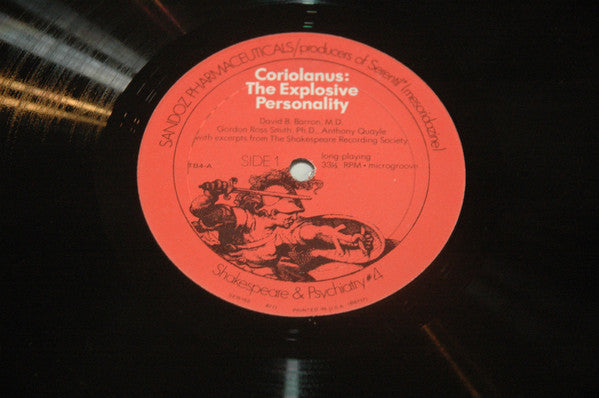 SANDOZ PHARMACEUTICALS/producers of Serentil® (mesoridazine)
Coriolanus:
The Explosive
Personality
David B. Barron, M.D.
Gordon Ross Smith, Ph.D., Anthony Quayle
with excerpts from The Shakespeare Recording Society
SIDE 1
long-playing
33⅓ RPM • microgroove
Shakespeare & Psychiatry #4
PRINTED IN U.S.A.